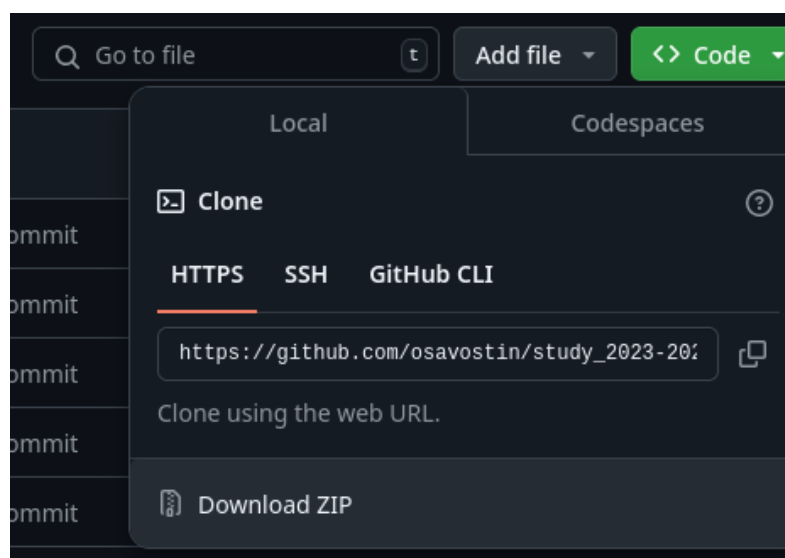 Go to file t Add file <> Code
Local Codespaces
>_ Clone ?
HTTPS SSH GitHub CLI
https://github.com/osavostin/study_2023-202
Clone using the web URL.
Download ZIP
ommit
ommit
ommit
ommit
ommit